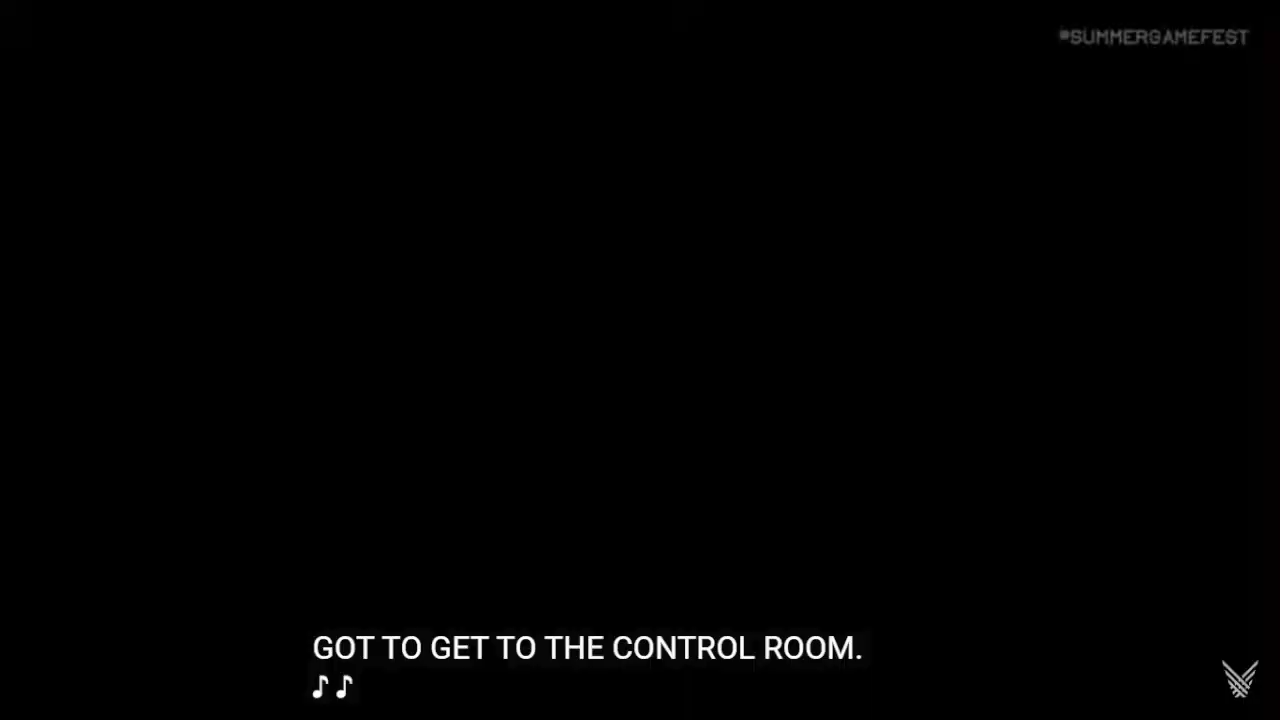 #SUMMERGAMEFEST
GOT TO GET TO THE CONTROL ROOM.
♪ ♪